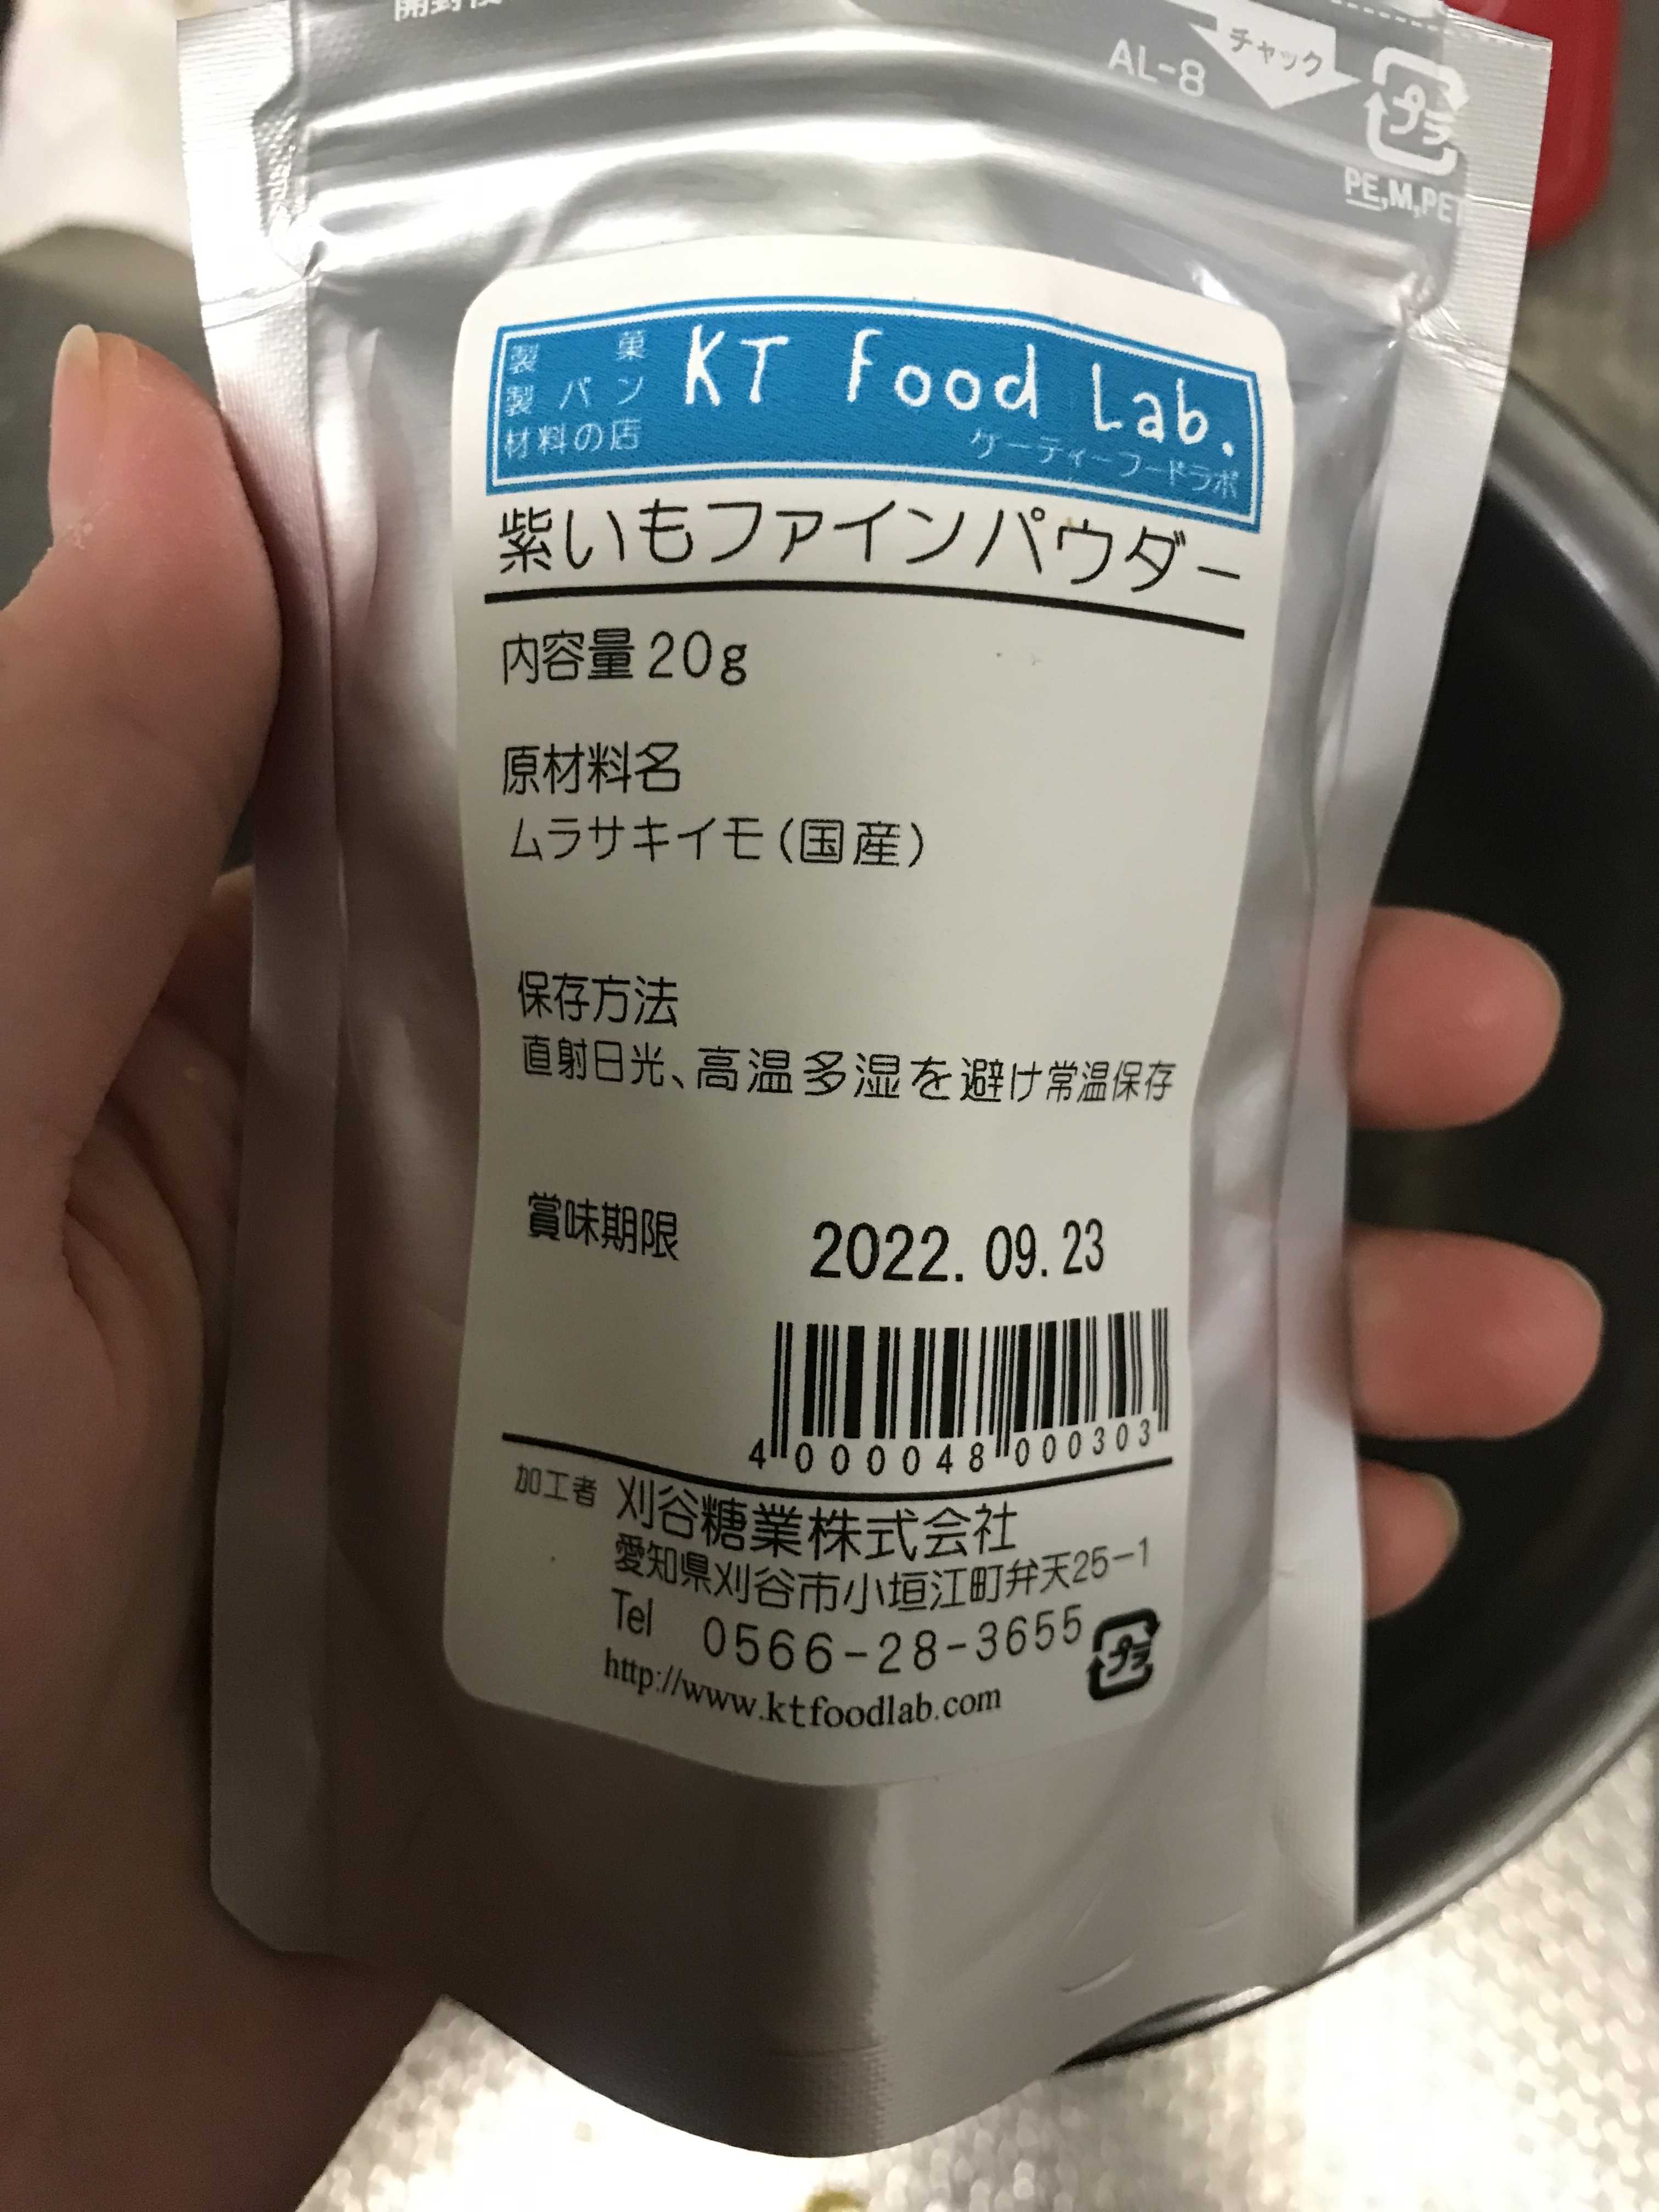 AL-8
チャック
プラ
PE,M,PET
製菓
製パン
材料の店
KT Food Lab.
ケーティーフードラボ
紫いもファインパウダー
内容量20g
原材料名
ムラサキイモ(国産)
保存方法
直射日光、高温多湿を避け常温保存
賞味期限 2022.09.23
4 000048 000303
加工者 刈谷糖業株式会社
愛知県刈谷市小垣江町弁天25-1
Tel 0566-28-3655
プラ
http://www.ktfoodlab.com